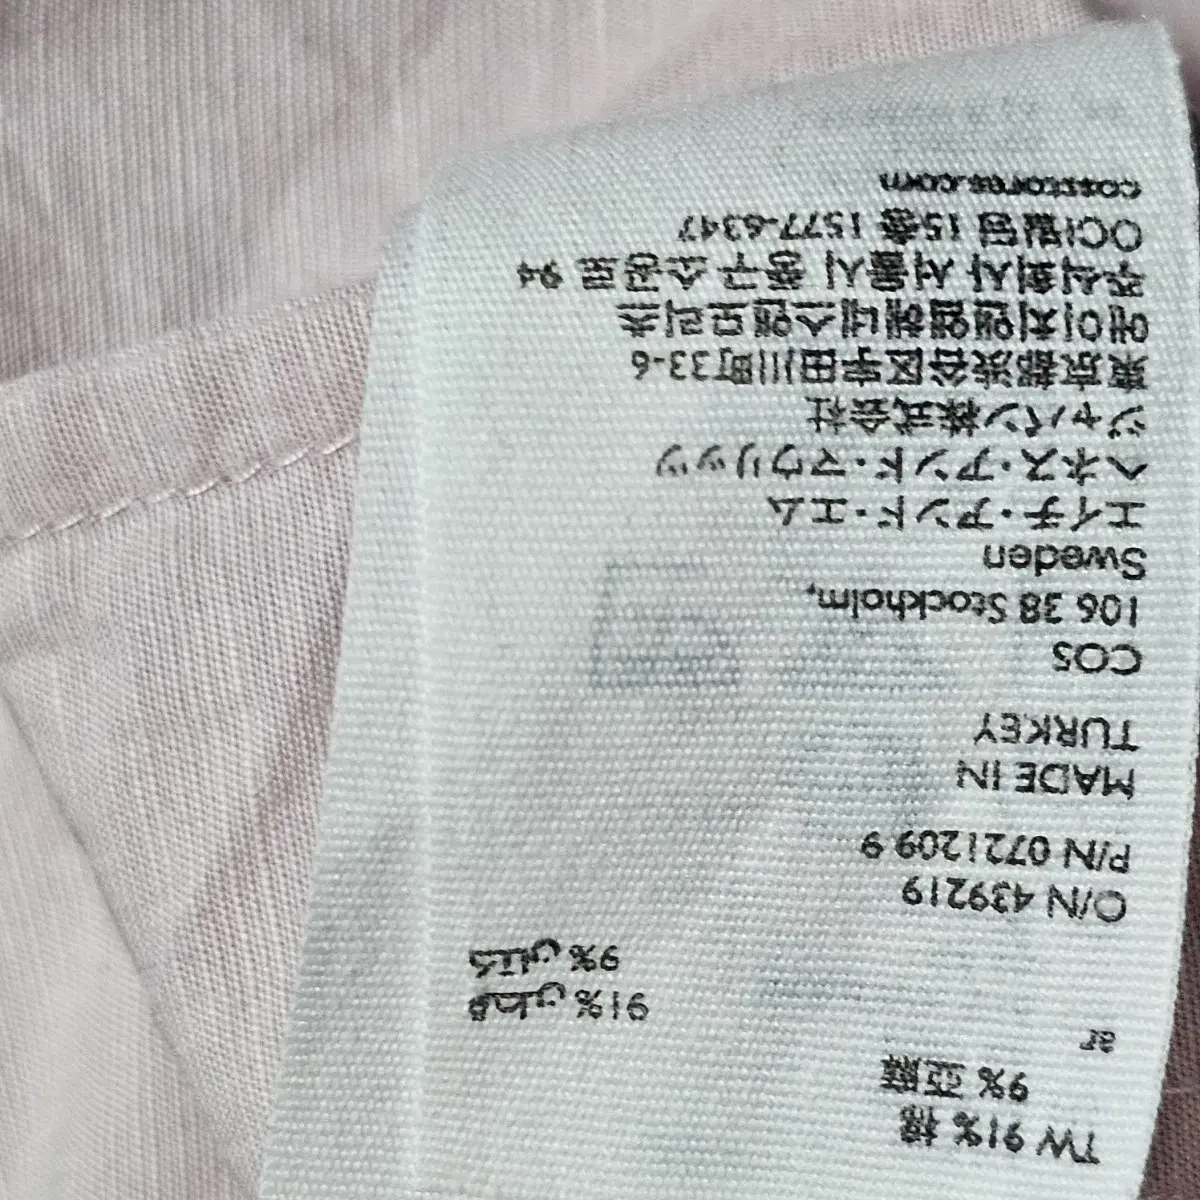 TW 91% 棉
9% 亞麻
ar
91% قطن
9% كتان
O/N 439219
P/N 0721209 9
MADE IN
TURKEY
COS
106 38 Stockholm,
Sweden
エイチ・アンド・エム
ヘネス・アンド・マウリッツ
ジャパン株式会社
東京都渋谷区宇田川町33-6
에이치앤엠헤네스앤모리츠
주식회사 서울시 중구 소공로 94
OCI빌딩 15층 1577-6347
cosstores.com